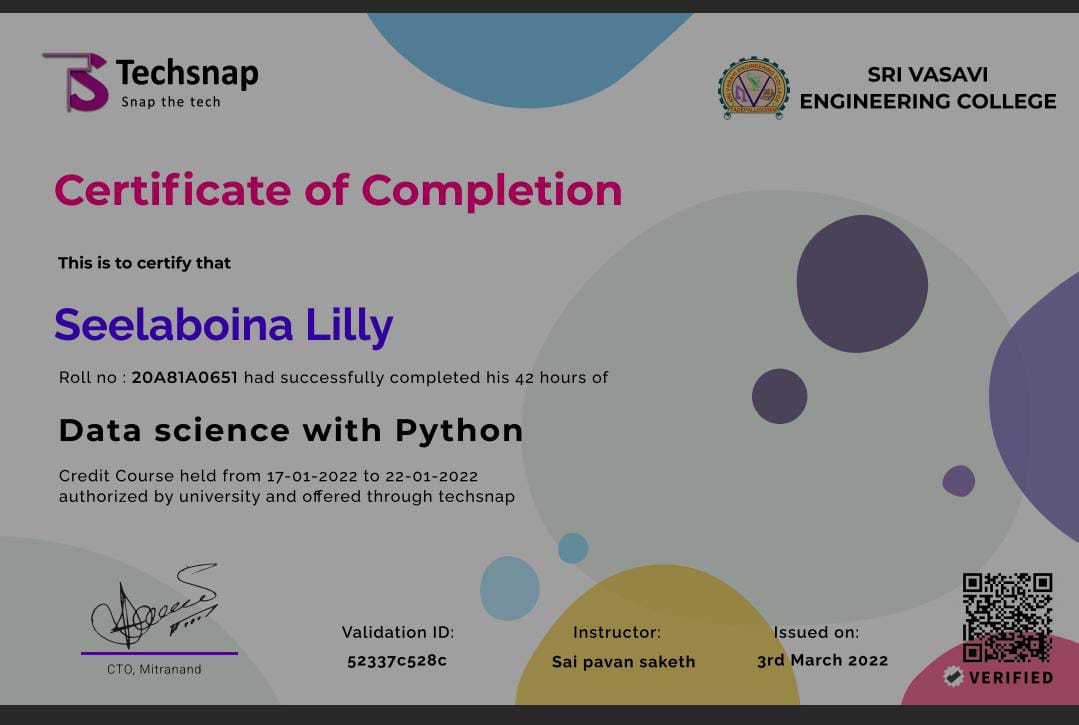 Techsnap
Snap the tech
SRI VASAVI
ENGINEERING COLLEGE
Certificate of Completion
This is to certify that
Seelaboina Lilly
Roll no : 20A81A0651 had successfully completed his 42 hours of
Data science with Python
Credit Course held from 17-01-2022 to 22-01-2022
authorized by university and offered through techsnap
CTO, Mitranand
Validation ID:
52337c528c
Instructor:
Sai pavan saketh
Issued on:
3rd March 2022
VERIFIED